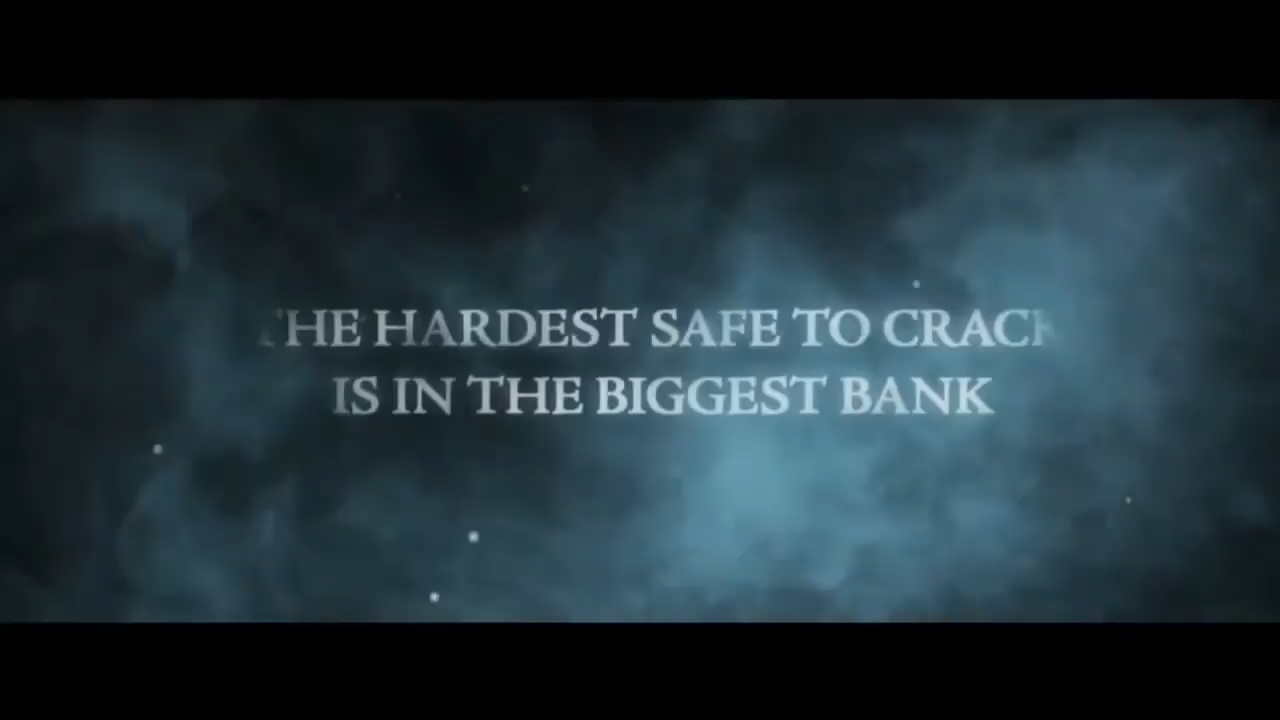 THE HARDEST SAFE TO CRACK
IS IN THE BIGGEST BANK